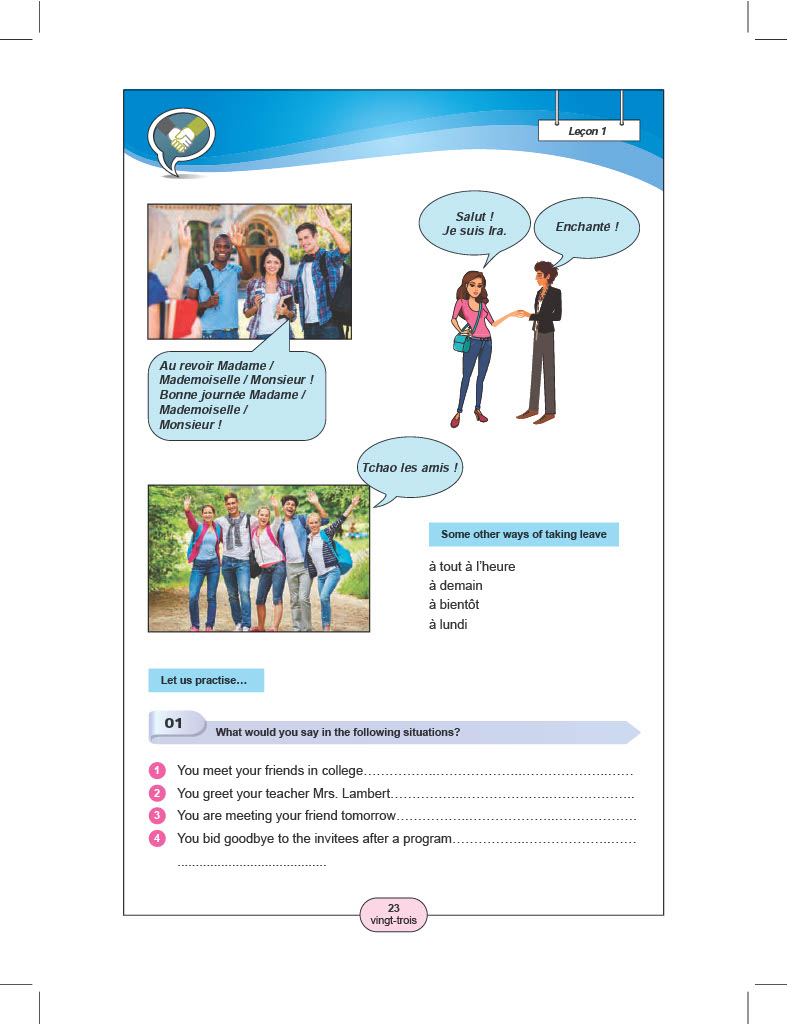 Leçon 1
Salut !
Je suis Ira.
Enchanté !
Au revoir Madame /
Mademoiselle / Monsieur !
Bonne journée Madame /
Mademoiselle /
Monsieur !
Tchao les amis !
Some other ways of taking leave
à tout à l’heure
à demain
à bientôt
à lundi
Let us practise…
01
What would you say in the following situations?
1 You meet your friends in college……………………………………………………
2 You greet your teacher Mrs. Lambert………………………………………………
3 You are meeting your friend tomorrow………………………………………………
4 You bid goodbye to the invitees after a program……………………………………
.........................................
23
vingt-trois